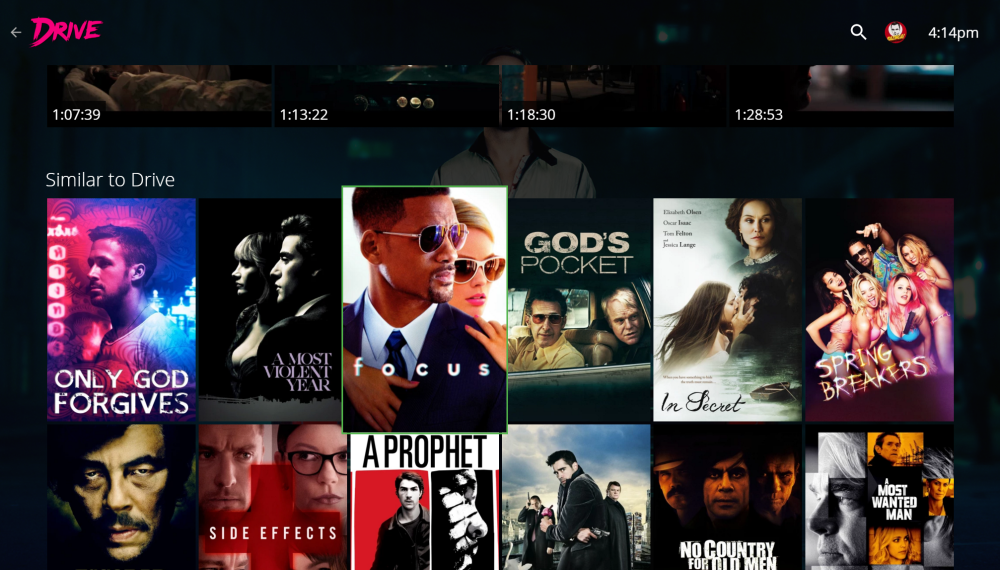 DRIVE
4:14pm
1:07:39
1:13:22
1:18:30
1:28:53
Similar to Drive
ONLY GOD
FORGIVES
A MOST
VIOLENT
YEAR
focus
GOD'S
POCKET
Elizabeth Olsen
Oscar Isaac
Tom Felton
and
Jessica Lange
In Secret
SPRING
BREAKERS
SIDE EFFECTS
A PROPHET
NO COUNTRY
FOR OLD MEN
A
MOST
WANTED
MAN